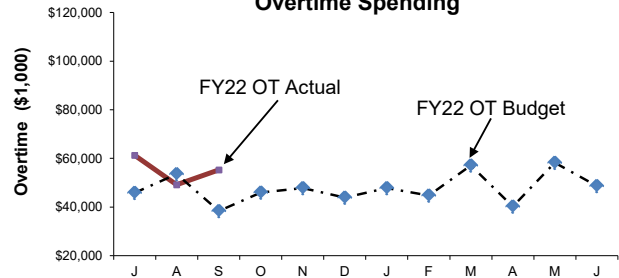 Overtime Spending
$120,000
$100,000
$80,000
$60,000
$40,000
$20,000
Overtime ($1,000)
FY22 OT Actual
FY22 OT Budget
J A S O N D J F M A M J